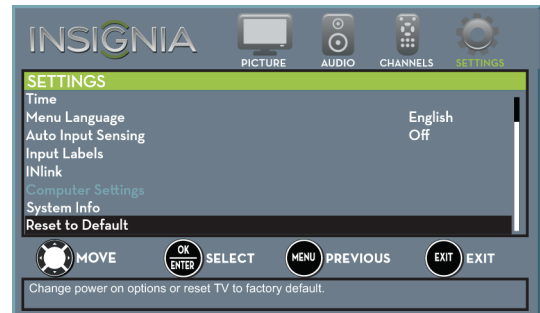 INSIGNIA
PICTURE AUDIO CHANNELS SETTINGS
SETTINGS
Time
Menu Language English
Auto Input Sensing Off
Input Labels
INlink
Computer Settings
System Info
Reset to Default
MOVE OK ENTER SELECT MENU PREVIOUS EXIT EXIT
Change power on options or reset TV to factory default.